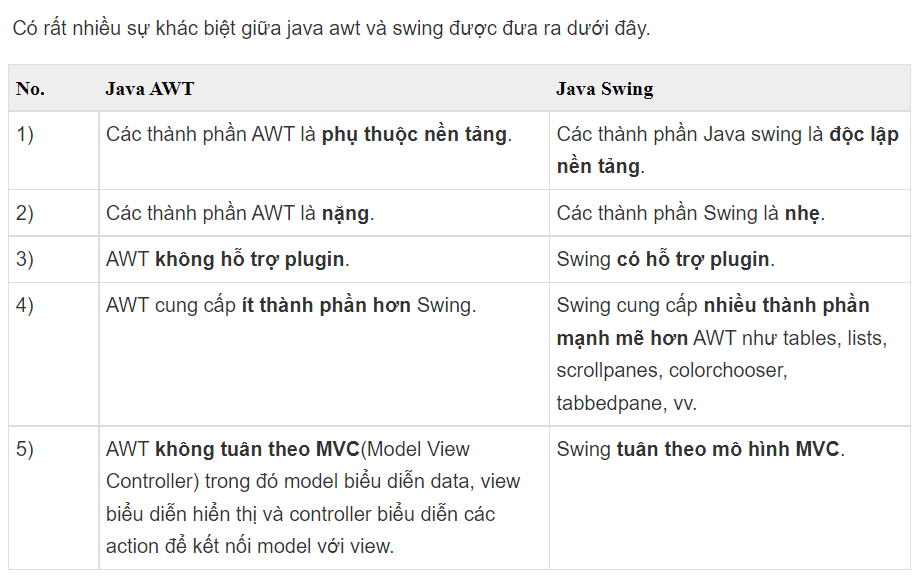 Có rất nhiều sự khác biệt giữa java awt và swing được đưa ra dưới đây.
No. Java AWT Java Swing
1) Các thành phần AWT là phụ thuộc nền tảng. Các thành phần Java swing là độc lập
nền tảng.
2) Các thành phần AWT là nặng. Các thành phần Swing là nhẹ.
3) AWT không hỗ trợ plugin. Swing có hỗ trợ plugin.
4) AWT cung cấp ít thành phần hơn Swing. Swing cung cấp nhiều thành phần
mạnh mẽ hơn AWT như tables, lists,
scrollpanes, colorchooser,
tabbedpane, vv.
5) AWT không tuân theo MVC(Model View Swing tuân theo mô hình MVC.
Controller) trong đó model biểu diễn data, view
biểu diễn hiển thị và controller biểu diễn các
action để kết nối model với view.